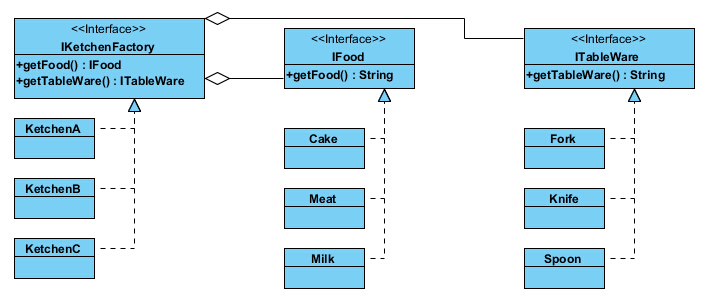 <<Interface>>
IKetchenFactory
+getFood() : IFood
+getTableWare() : ITableWare
<<Interface>>
IFood
+getFood() : String
<<Interface>>
ITableWare
+getTableWare() : String
KetchenA
KetchenB
KetchenC
Cake
Meat
Milk
Fork
Knife
Spoon